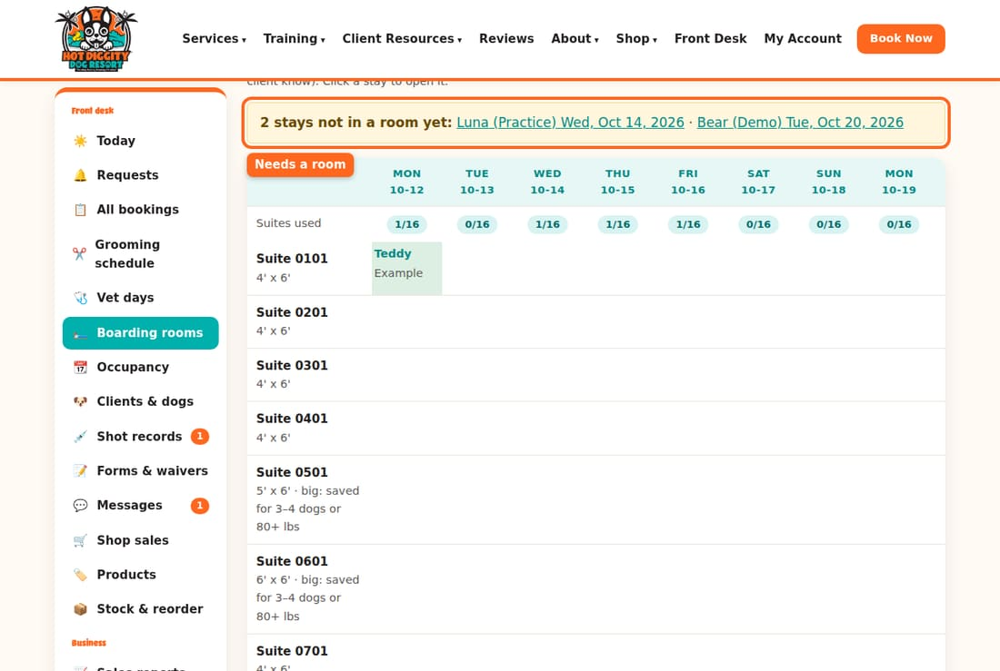 HOT DIGGITY
DOG RESORT
Services ▾
Training ▾
Client Resources ▾
Reviews
About ▾
Shop ▾
Front Desk
My Account
Book Now
Front desk
Today
Requests
All bookings
Grooming
schedule
Vet days
Boarding rooms
Occupancy
Clients & dogs
Shot records 1
Forms & waivers
Messages 1
Shop sales
Products
Stock & reorder
Business
Sales reports
client know). Click a stay to open it.
2 stays not in a room yet: Luna (Practice) Wed, Oct 14, 2026 · Bear (Demo) Tue, Oct 20, 2026
Needs a room
MON TUE WED THU FRI SAT SUN MON
10-12 10-13 10-14 10-15 10-16 10-17 10-18 10-19
Suites used 1/16 0/16 1/16 1/16 1/16 0/16 0/16 0/16
Suite 0101
4' x 6'
Teddy
Example
Suite 0201
4' x 6'
Suite 0301
4' x 6'
Suite 0401
4' x 6'
Suite 0501
5' x 6' · big: saved
for 3–4 dogs or
80+ lbs
Suite 0601
6' x 6' · big: saved
for 3–4 dogs or
80+ lbs
Suite 0701
4' x 6'